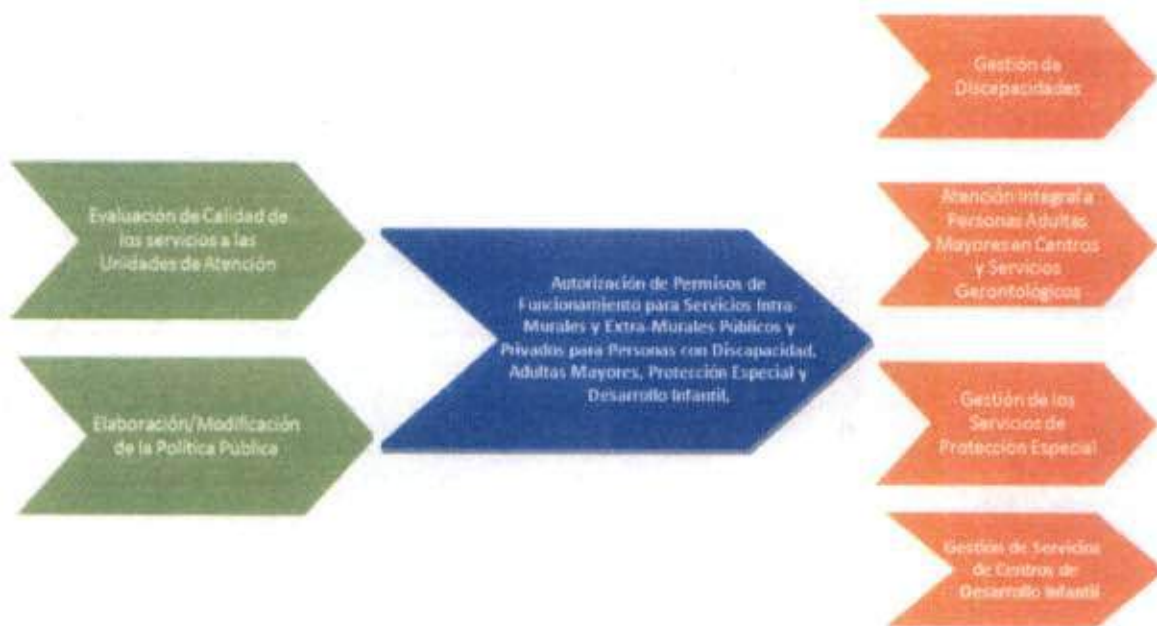 Evaluación de Calidad de
los servicios a las
Unidades de Atención
Elaboración/Modificación
de la Política Publica
Autorización de Permisos de
Funcionamiento para Servicios Intra-
Murales y Extra-Murales Públicos y
Privados para Personas con Discapacidad,
Adultas Mayores, Protección Especial y
Desarrollo Infantil.
Gestión de
Discapacidades
Atención Integral a
Personas Adultas
Mayores en Centros
y Servicios
Gerontológicos
Gestión de los
Servicios de
Protección Especial
Gestión de Servicios
de Centros de
Desarrollo Infantil